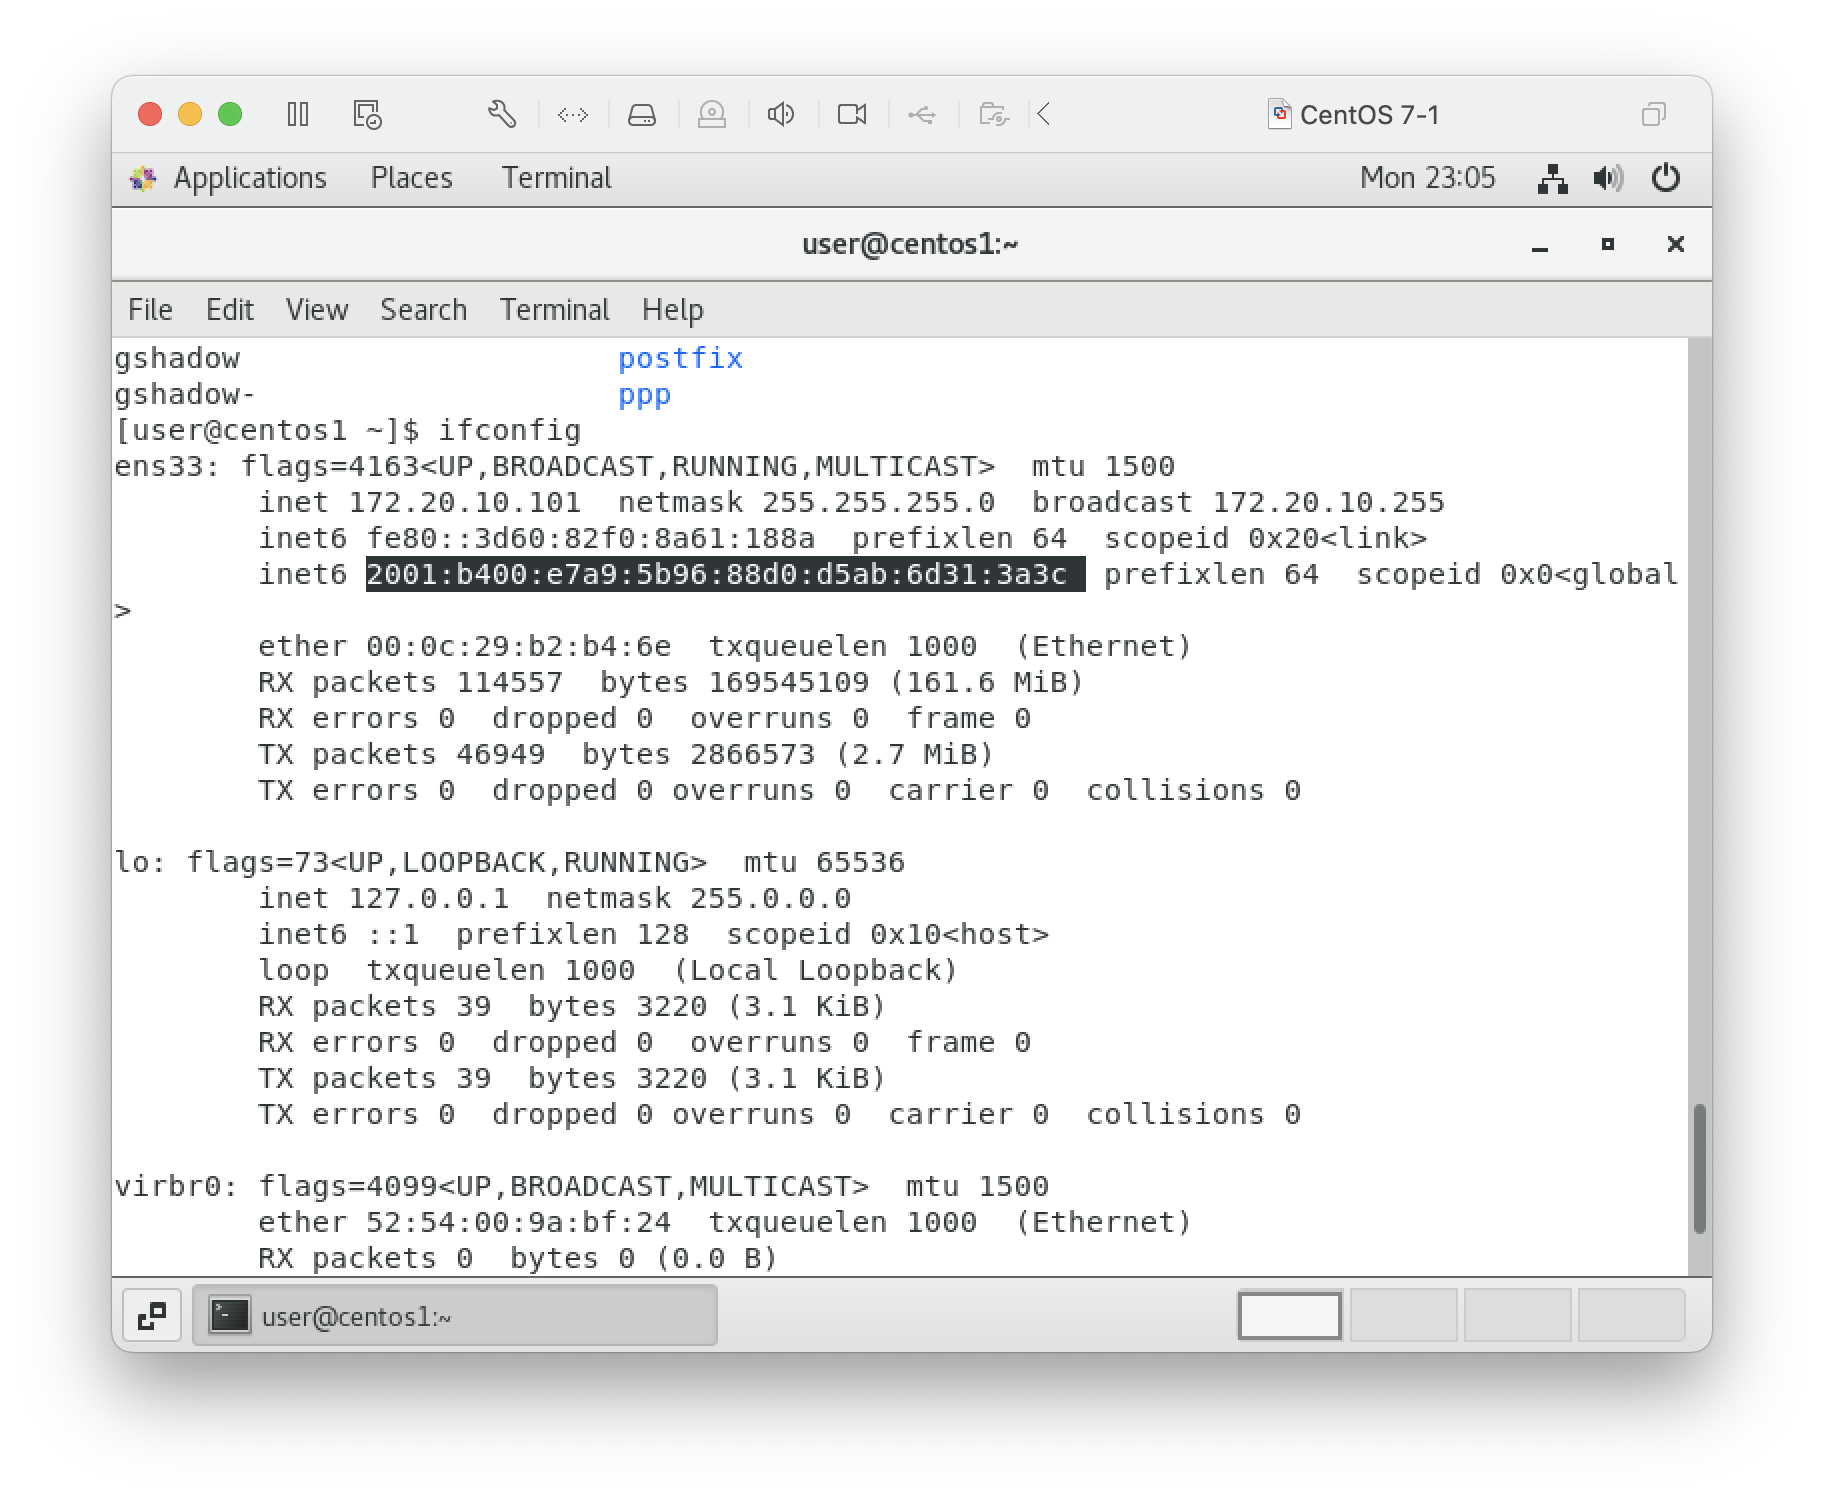 CentOS 7-1
Applications Places Terminal Mon 23:05
user@centos1:~
File Edit View Search Terminal Help
gshadow postfix
gshadow- ppp
[user@centos1 ~]$ ifconfig
ens33: flags=4163<UP,BROADCAST,RUNNING,MULTICAST>  mtu 1500
        inet 172.20.10.101  netmask 255.255.255.0  broadcast 172.20.10.255
        inet6 fe80::3d60:82f0:8a61:188a  prefixlen 64  scopeid 0x20<link>
        inet6 2001:b400:e7a9:5b96:88d0:d5ab:6d31:3a3c  prefixlen 64  scopeid 0x0<global
>
        ether 00:0c:29:b2:b4:6e  txqueuelen 1000  (Ethernet)
        RX packets 114557  bytes 169545109 (161.6 MiB)
        RX errors 0  dropped 0  overruns 0  frame 0
        TX packets 46949  bytes 2866573 (2.7 MiB)
        TX errors 0  dropped 0 overruns 0  carrier 0  collisions 0

lo: flags=73<UP,LOOPBACK,RUNNING>  mtu 65536
        inet 127.0.0.1  netmask 255.0.0.0
        inet6 ::1  prefixlen 128  scopeid 0x10<host>
        loop  txqueuelen 1000  (Local Loopback)
        RX packets 39  bytes 3220 (3.1 KiB)
        RX errors 0  dropped 0  overruns 0  frame 0
        TX packets 39  bytes 3220 (3.1 KiB)
        TX errors 0  dropped 0 overruns 0  carrier 0  collisions 0

virbr0: flags=4099<UP,BROADCAST,MULTICAST>  mtu 1500
        ether 52:54:00:9a:bf:24  txqueuelen 1000  (Ethernet)
        RX packets 0  bytes 0 (0.0 B)
user@centos1:~